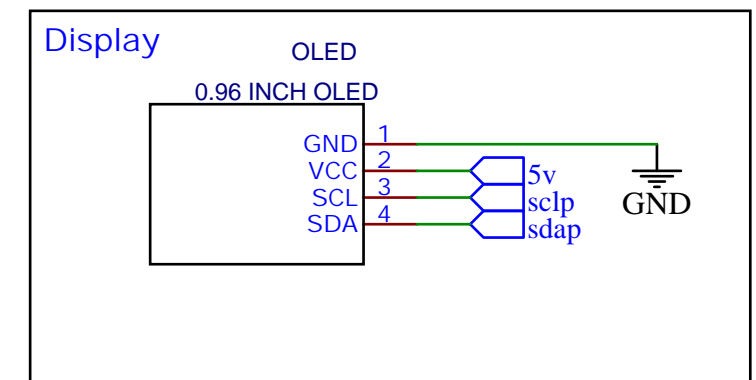 Display
OLED
0.96 INCH OLED
GND 1
VCC 2 5v
SCL 3 sclp
SDA 4 sdap
GND